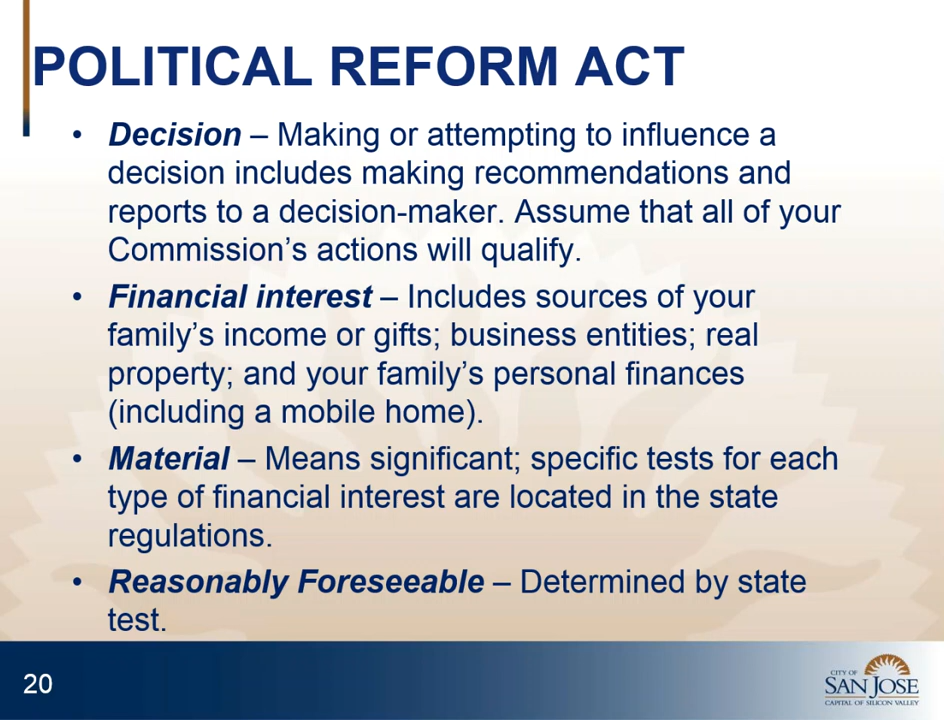 POLITICAL REFORM ACT
• Decision – Making or attempting to influence a
decision includes making recommendations and
reports to a decision-maker. Assume that all of your
Commission's actions will qualify.
• Financial interest – Includes sources of your
family's income or gifts; business entities; real
property; and your family's personal finances
(including a mobile home).
• Material – Means significant; specific tests for each
type of financial interest are located in the state
regulations.
• Reasonably Foreseeable – Determined by state
test.
20
CITY OF
SAN JOSE
CAPITAL OF SILICON VALLEY